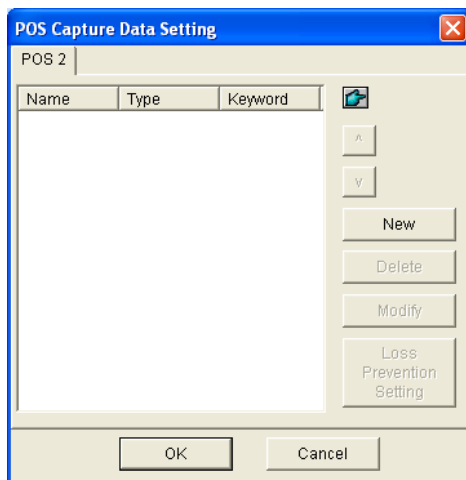 POS Capture Data Setting
POS 2
Name Type Keyword
New
Delete
Modify
Loss
Prevention
Setting
OK Cancel